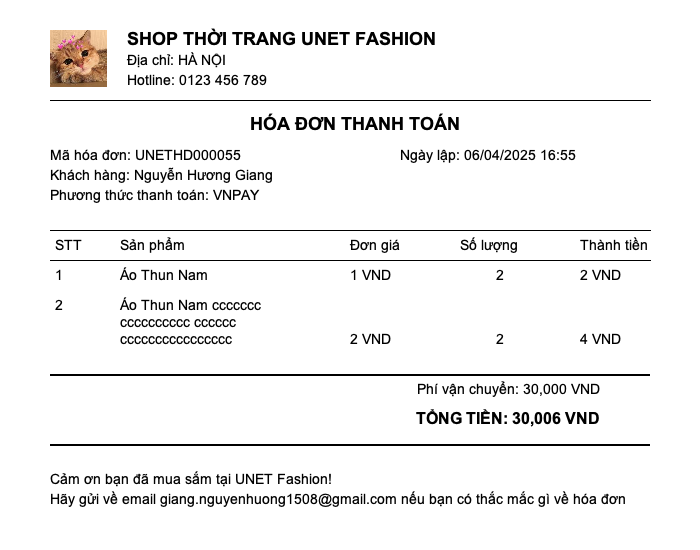 SHOP THỜI TRANG UNET FASHION
Địa chỉ: HÀ NỘI
Hotline: 0123 456 789
HÓA ĐƠN THANH TOÁN
Mã hóa đơn: UNETHD000055 Ngày lập: 06/04/2025 16:55
Khách hàng: Nguyễn Hương Giang
Phương thức thanh toán: VNPAY
STT Sản phẩm Đơn giá Số lượng Thành tiền
1 Áo Thun Nam 1 VND 2 2 VND
2 Áo Thun Nam ccccccc
cccccccccc cccccc
cccccccccccccccc 2 VND 2 4 VND
Phí vận chuyển: 30,000 VND
TỔNG TIỀN: 30,006 VND
Cảm ơn bạn đã mua sắm tại UNET Fashion!
Hãy gửi về email giang.nguyenhuong1508@gmail.com nếu bạn có thắc mắc gì về hóa đơn